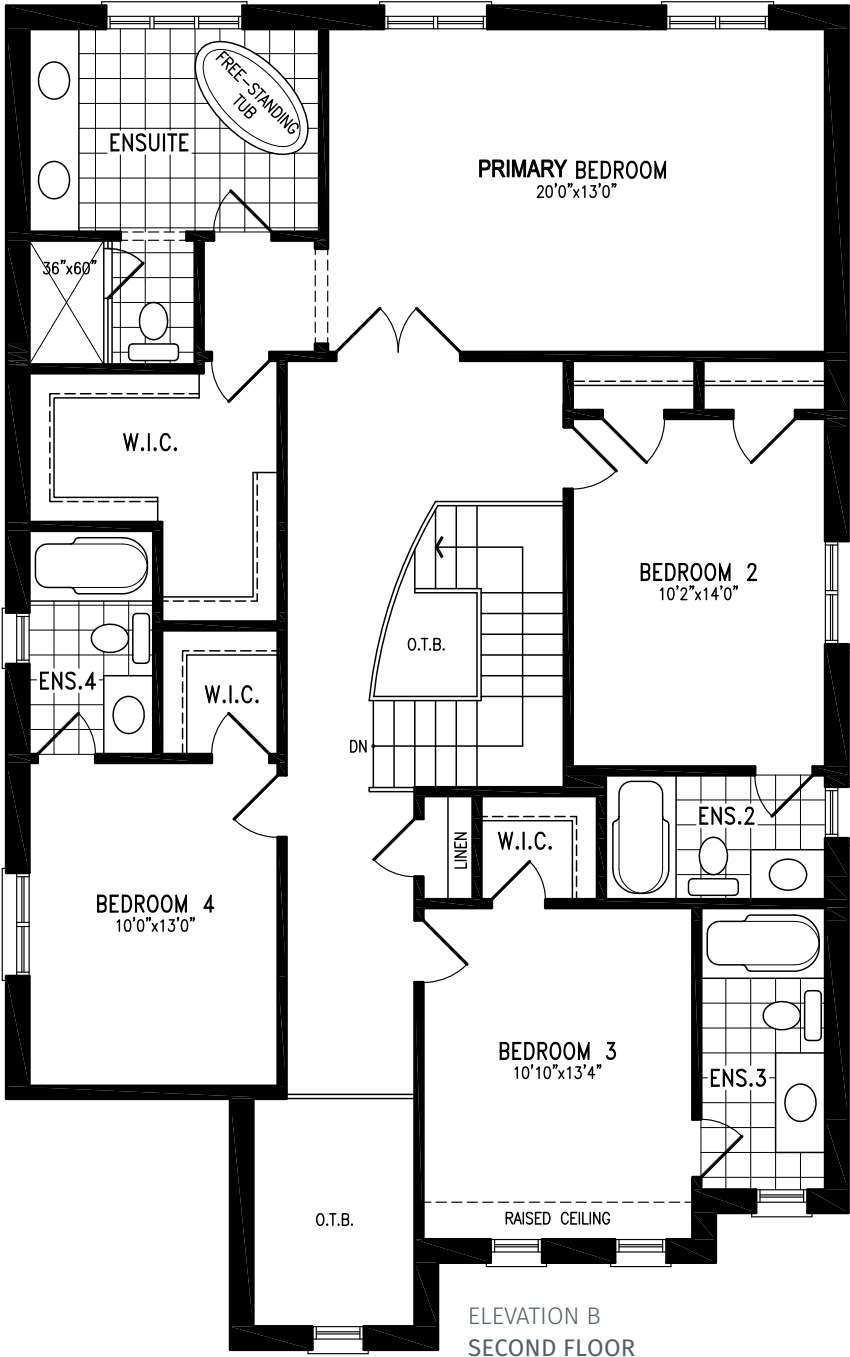 FREE-STANDING
TUB
ENSUITE
PRIMARY BEDROOM
20'0"x13'0"
36"x60"
W.I.C.
BEDROOM 2
10'2"x14'0"
O.T.B.
ENS.4
W.I.C.
DN
ENS.2
LINEN
W.I.C.
BEDROOM 4
10'0"x13'0"
BEDROOM 3
10'10"x13'4"
ENS.3
O.T.B.
RAISED CEILING
ELEVATION B
SECOND FLOOR